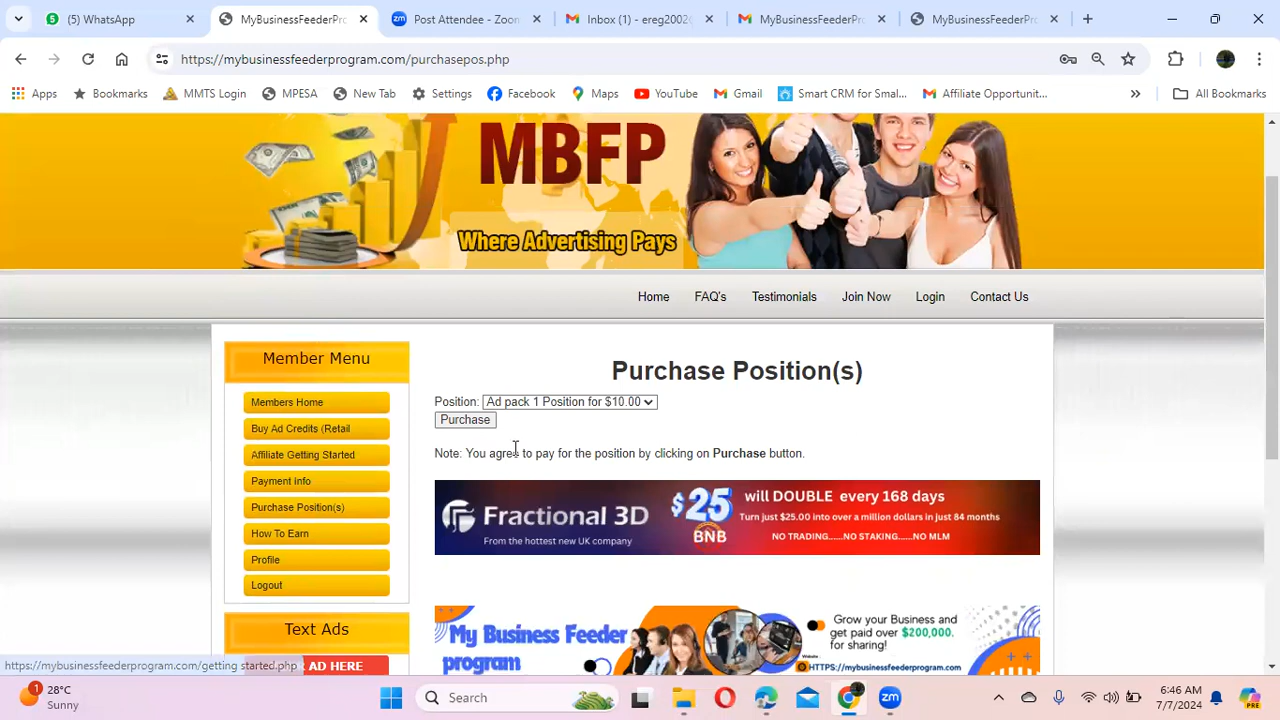 (5) WhatsApp
MyBusinessFeederPro
Post Attendee - Zoon
Inbox (1) - ereg2002(
MyBusinessFeederPro
MyBusinessFeederPro
https://mybusinessfeederprogram.com/purchasepos.php
Apps
Bookmarks
MMTS Login
MPESA
New Tab
Settings
Facebook
Maps
YouTube
Gmail
Smart CRM for Smal...
Affiliate Opportunit...
All Bookmarks
MBFP
Where Advertising Pays
Home
FAQ's
Testimonials
Join Now
Login
Contact Us
Member Menu
Members Home
Buy Ad Credits (Retail
Affiliate Getting Started
Payment Info
Purchase Position(s)
How To Earn
Profile
Logout
Text Ads
AD HERE
Purchase Position(s)
Position: Ad pack 1 Position for $10.00
Purchase
Note: You agree to pay for the position by clicking on Purchase button.
Fractional 3D
From the hottest new UK company
$25
BNB
will DOUBLE every 168 days
Turn just $25.00 into over a million dollars in just 84 months
NO TRADING.....NO STAKING.....NO MLM
My Business Feeder
program
Grow your Business and
get paid over $200,000.
for sharing!
Website
HTTPS://mybusinessfeederprogram.com
https://mybusinessfeederprogram.com/getting started.php
1
28°C
Sunny
Search
zm
6:46 AM
7/7/2024
PRE